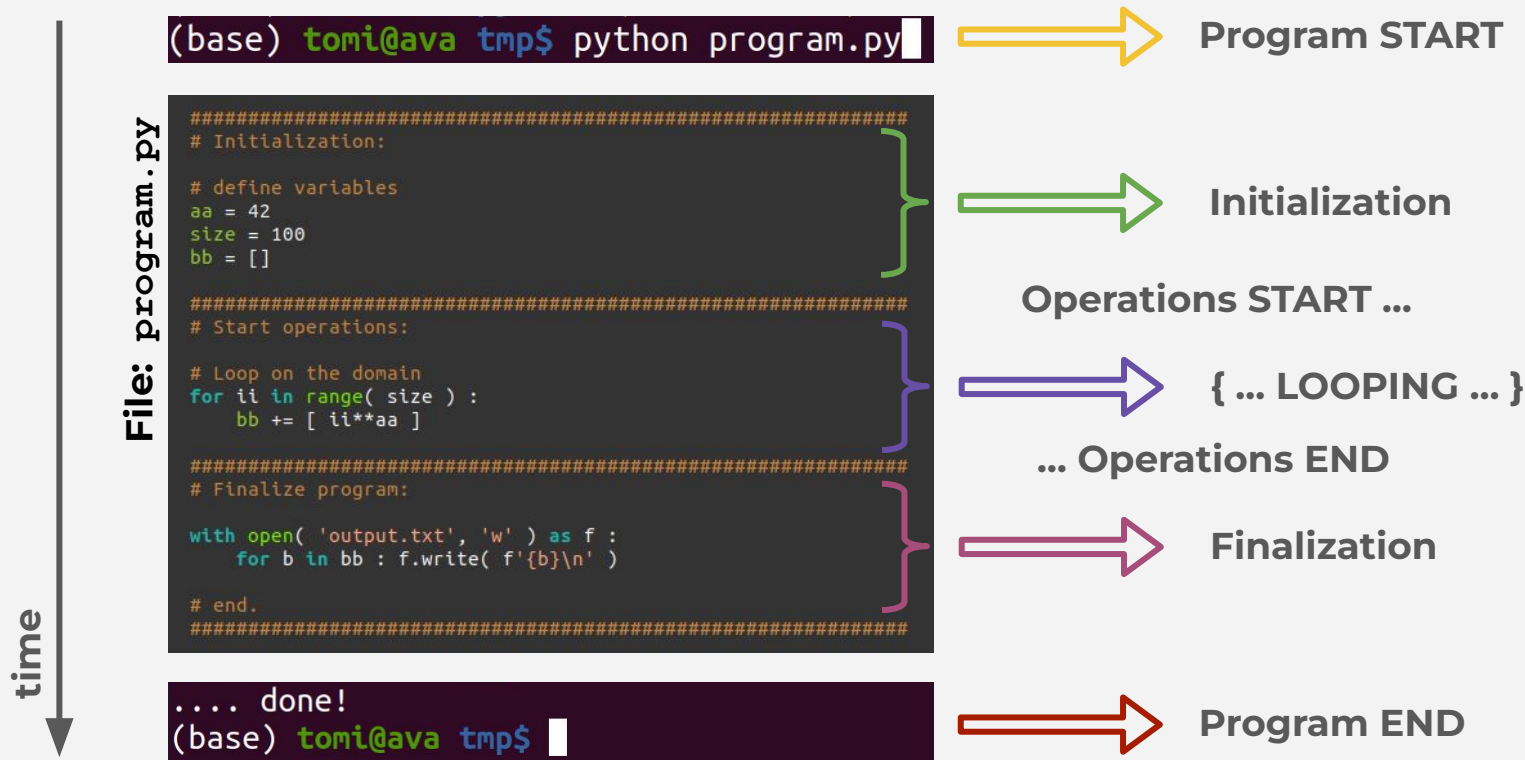 (base) tomi@ava tmp$ python program.py
Program START
File: program.py
##############################################################
# Initialization:
# define variables
aa = 42
size = 100
bb = []
Initialization
##############################################################
# Start operations:
Operations START ...
# Loop on the domain
for ii in range( size ) :
    bb += [ ii**aa ]
{ ... LOOPING ... }
... Operations END
##############################################################
# Finalize program:
with open( 'output.txt', 'w' ) as f :
    for b in bb : f.write( f'{b}\n' )
Finalization
# end.
##############################################################
time
.... done!
(base) tomi@ava tmp$
Program END